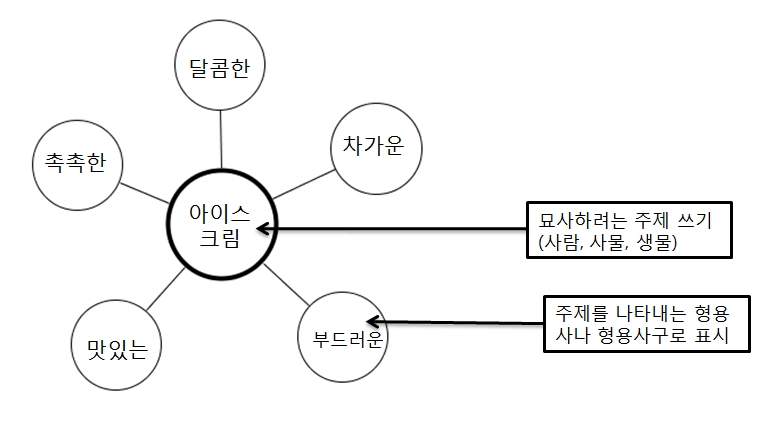 달콤한
차가운
촉촉한
아이스
크림
묘사하려는 주제 쓰기
(사람, 사물, 생물)
주제를 나타내는 형용
사나 형용사구로 표시
맛있는
부드러운